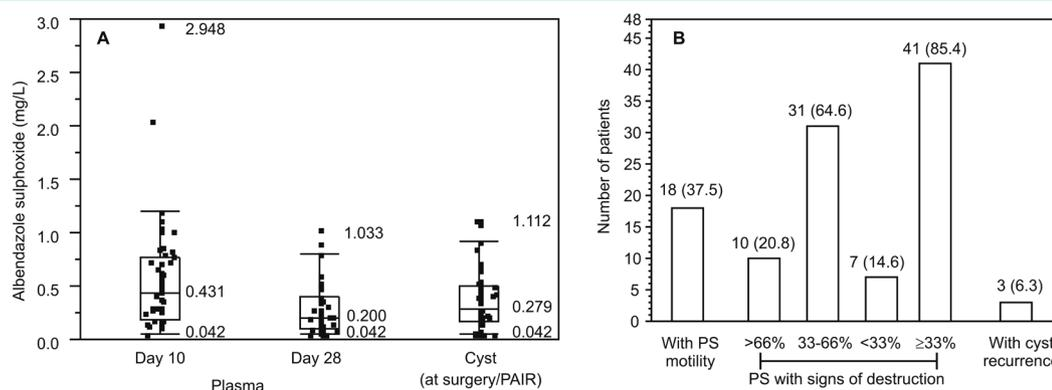 A
Albendazole sulphoxide (mg/L)
3.0
2.5
2.0
1.5
1.0
0.5
0.0
2.948
0.431
0.042
1.033
0.200
0.042
1.112
0.279
0.042
Day 10
Day 28
Cyst
(at surgery/PAIR)
Plasma
B
Number of patients
48
45
40
35
30
25
20
15
10
5
0
18 (37.5)
10 (20.8)
31 (64.6)
7 (14.6)
41 (85.4)
3 (6.3)
With PS
motility
>66%
33-66%
<33%
≥33%
With cyst
recurrence
PS with signs of destruction